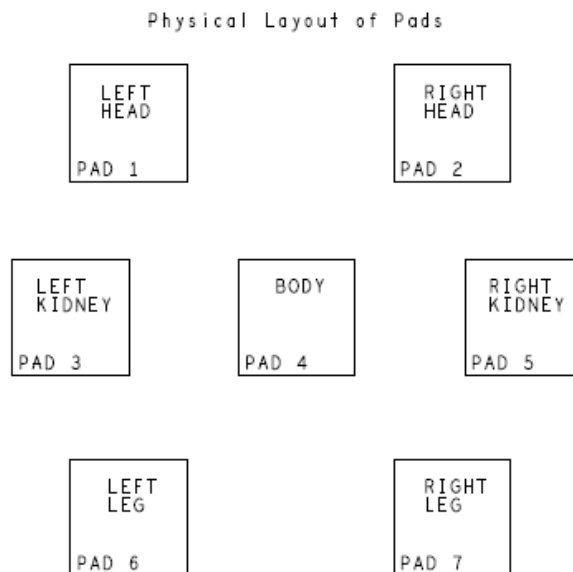 Physical Layout of Pads
LEFT
HEAD
PAD 1
RIGHT
HEAD
PAD 2
LEFT
KIDNEY
PAD 3
BODY
PAD 4
RIGHT
KIDNEY
PAD 5
LEFT
LEG
PAD 6
RIGHT
LEG
PAD 7